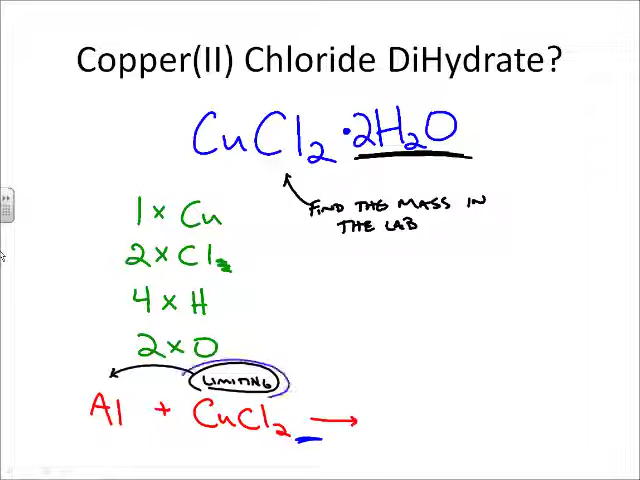 Copper(II) Chloride DiHydrate?
CuCl₂ · 2H₂O
FIND THE MASS IN
THE LAB
1 × Cu
2 × Cl
4 × H
2 × O
LIMITING
Al + CuCl₂ →